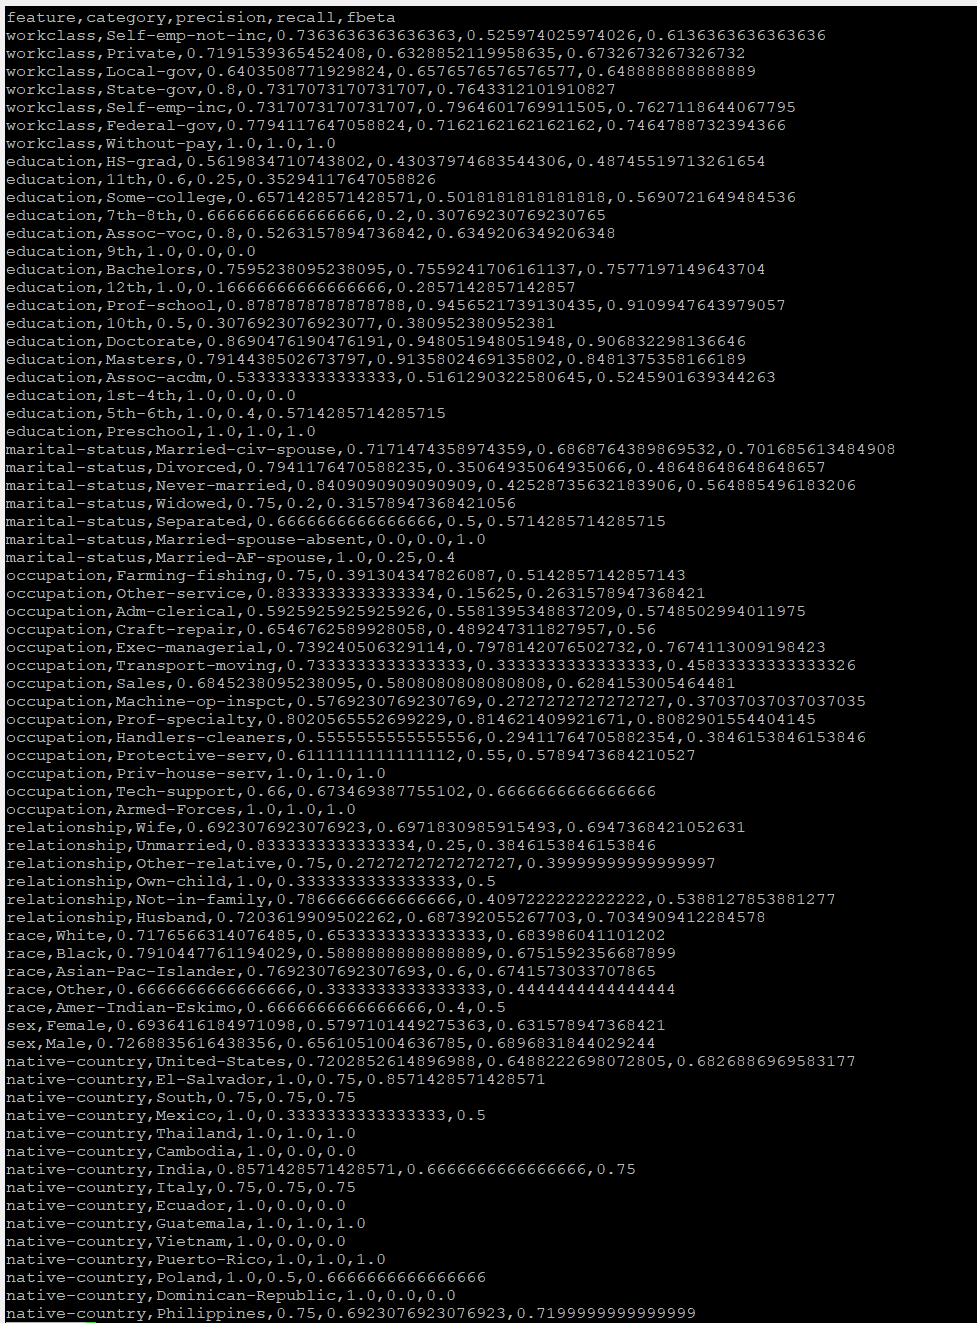 feature,category,precision,recall,fbeta
workclass,Self-emp-not-inc,0.7363636363636363,0.525974025974026,0.6136363636363636
workclass,Private,0.7191539365452408,0.6328852119958635,0.6732673267326732
workclass,Local-gov,0.6403508771929824,0.6576576576576577,0.648888888888889
workclass,State-gov,0.8,0.7317073170731707,0.7643312101910827
workclass,Self-emp-inc,0.7317073170731707,0.7964601769911505,0.7627118644067795
workclass,Federal-gov,0.7794117647058824,0.7162162162162162,0.7464788732394366
workclass,Without-pay,1.0,1.0,1.0
education,HS-grad,0.5619834710743802,0.43037974683544306,0.48745519713261654
education,11th,0.6,0.25,0.35294117647058826
education,Some-college,0.6571428571428571,0.5018181818181818,0.5690721649484536
education,7th-8th,0.6666666666666666,0.2,0.30769230769230765
education,Assoc-voc,0.8,0.5263157894736842,0.6349206349206348
education,9th,1.0,0.0,0.0
education,Bachelors,0.7595238095238095,0.7559241706161137,0.7577197149643704
education,12th,1.0,0.16666666666666666,0.2857142857142857
education,Prof-school,0.8787878787878788,0.9456521739130435,0.9109947643979057
education,10th,0.5,0.3076923076923077,0.380952380952381
education,Doctorate,0.8690476190476191,0.948051948051948,0.906832298136646
education,Masters,0.7914438502673797,0.9135802469135802,0.8481375358166189
education,Assoc-acdm,0.5333333333333333,0.5161290322580645,0.5245901639344263
education,1st-4th,1.0,0.0,0.0
education,5th-6th,1.0,0.4,0.5714285714285715
education,Preschool,1.0,1.0,1.0
marital-status,Married-civ-spouse,0.7171474358974359,0.6868764389869532,0.701685613484908
marital-status,Divorced,0.7941176470588235,0.35064935064935066,0.48648648648648657
marital-status,Never-married,0.8409090909090909,0.42528735632183906,0.564885496183206
marital-status,Widowed,0.75,0.2,0.31578947368421056
marital-status,Separated,0.6666666666666666,0.5,0.5714285714285715
marital-status,Married-spouse-absent,0.0,0.0,1.0
marital-status,Married-AF-spouse,1.0,0.25,0.4
occupation,Farming-fishing,0.75,0.391304347826087,0.5142857142857143
occupation,Other-service,0.8333333333333334,0.15625,0.2631578947368421
occupation,Adm-clerical,0.5925925925925926,0.5581395348837209,0.5748502994011975
occupation,Craft-repair,0.6546762589928058,0.489247311827957,0.56
occupation,Exec-managerial,0.739240506329114,0.7978142076502732,0.7674113009198423
occupation,Transport-moving,0.7333333333333333,0.3333333333333333,0.45833333333333326
occupation,Sales,0.6845238095238095,0.5808080808080808,0.6284153005464481
occupation,Machine-op-inspct,0.5769230769230769,0.2727272727272727,0.37037037037037035
occupation,Prof-specialty,0.8020565552699229,0.814621409921671,0.8082901554404145
occupation,Handlers-cleaners,0.5555555555555556,0.29411764705882354,0.3846153846153846
occupation,Protective-serv,0.6111111111111112,0.55,0.5789473684210527
occupation,Priv-house-serv,1.0,1.0,1.0
occupation,Tech-support,0.66,0.673469387755102,0.6666666666666666
occupation,Armed-Forces,1.0,1.0,1.0
relationship,Wife,0.6923076923076923,0.6971830985915493,0.6947368421052631
relationship,Unmarried,0.8333333333333334,0.25,0.3846153846153846
relationship,Other-relative,0.75,0.2727272727272727,0.39999999999999997
relationship,Own-child,1.0,0.3333333333333333,0.5
relationship,Not-in-family,0.7866666666666666,0.4097222222222222,0.5388127853881277
relationship,Husband,0.7203619909502262,0.687392055267703,0.7034909412284578
race,White,0.7176566314076485,0.6533333333333333,0.683986041101202
race,Black,0.7910447761194029,0.5888888888888889,0.6751592356687899
race,Asian-Pac-Islander,0.7692307692307693,0.6,0.6741573033707865
race,Other,0.6666666666666666,0.3333333333333333,0.4444444444444444
race,Amer-Indian-Eskimo,0.6666666666666666,0.4,0.5
sex,Female,0.6936416184971098,0.5797101449275363,0.631578947368421
sex,Male,0.7268835616438356,0.6561051004636785,0.6896831844029244
native-country,United-States,0.7202852614896988,0.6488222698072805,0.6826886969583177
native-country,El-Salvador,1.0,0.75,0.8571428571428571
native-country,South,0.75,0.75,0.75
native-country,Mexico,1.0,0.3333333333333333,0.5
native-country,Thailand,1.0,1.0,1.0
native-country,Cambodia,1.0,0.0,0.0
native-country,India,0.8571428571428571,0.6666666666666666,0.75
native-country,Italy,0.75,0.75,0.75
native-country,Ecuador,1.0,0.0,0.0
native-country,Guatemala,1.0,1.0,1.0
native-country,Vietnam,1.0,0.0,0.0
native-country,Puerto-Rico,1.0,1.0,1.0
native-country,Poland,1.0,0.5,0.6666666666666666
native-country,Dominican-Republic,1.0,0.0,0.0
native-country,Philippines,0.75,0.6923076923076923,0.7199999999999999